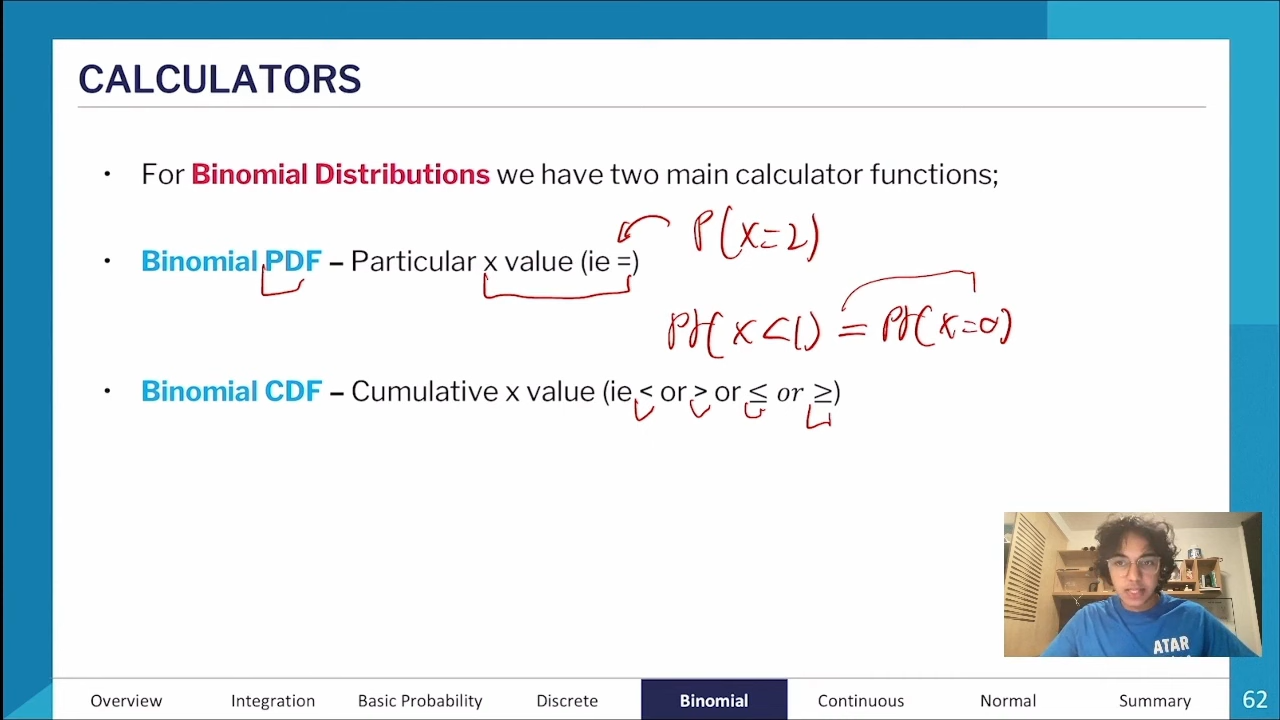 CALCULATORS
• For Binomial Distributions we have two main calculator functions;
P(X=2)
• Binomial PDF – Particular x value (ie =)
Pr(X<1) = Pr(X=0)
• Binomial CDF – Cumulative x value (ie < or > or ≤ or ≥)
ATAR
Overview Integration Basic Probability Discrete Binomial Continuous Normal Summary 62